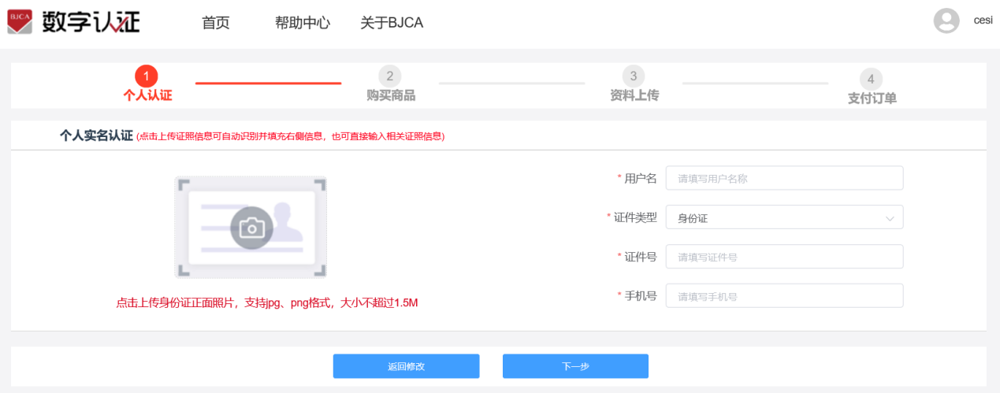 BJCA 数字认证 首页 帮助中心 关于BJCA cesi
1 2 3 4
个人认证 购买商品 资料上传 支付订单
个人实名认证 (点击上传证照信息可自动识别并填充右侧信息，也可直接输入相关证照信息)
* 用户名 请填写用户名称
* 证件类型 身份证
* 证件号 请填写证件号
* 手机号 请填写手机号
点击上传身份证正面照片，支持jpg、png格式，大小不超过1.5M
返回修改 下一步